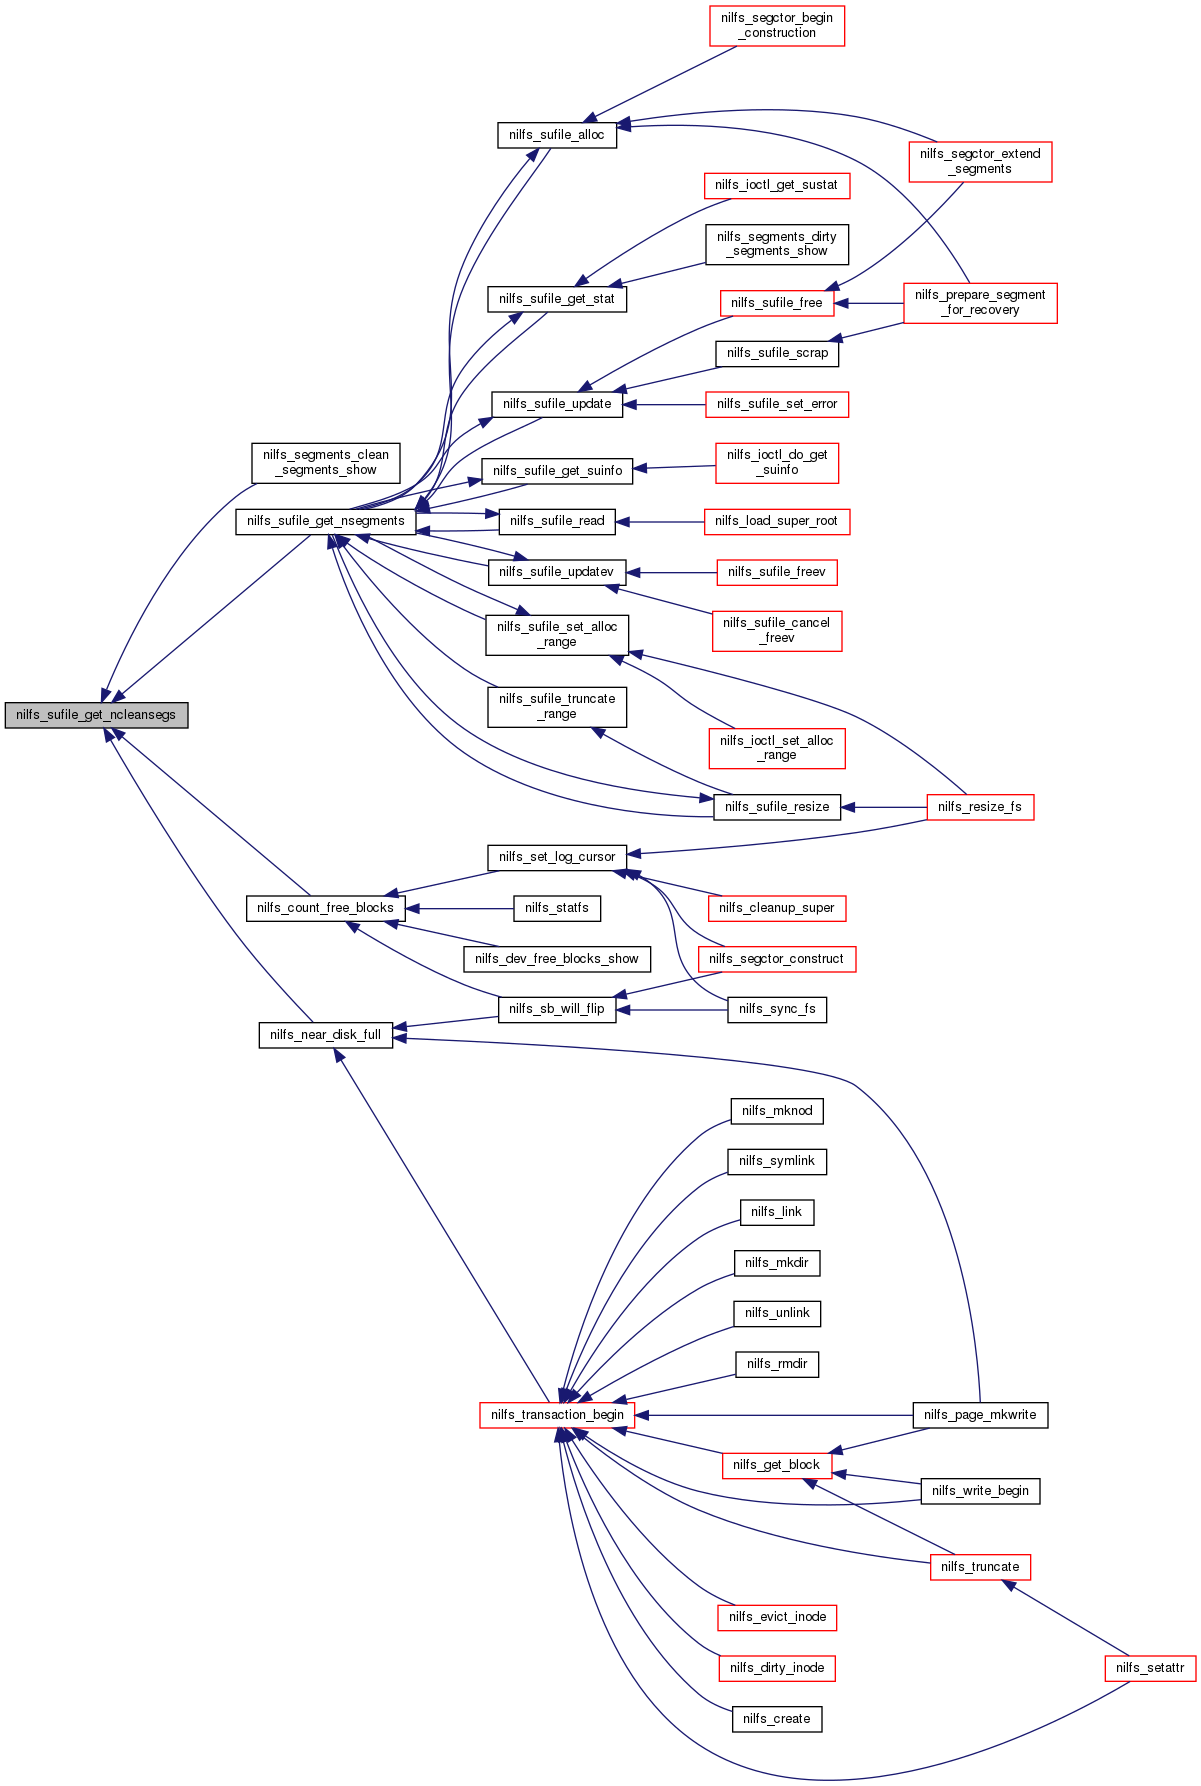 nilfs_segctor_begin
_construction
nilfs_sufile_alloc
nilfs_segctor_extend
_segments
nilfs_ioctl_get_sustat
nilfs_segments_dirty
_segments_show
nilfs_sufile_get_stat
nilfs_sufile_free
nilfs_prepare_segment
_for_recovery
nilfs_sufile_scrap
nilfs_sufile_update
nilfs_sufile_set_error
nilfs_segments_clean
_segments_show
nilfs_sufile_get_suinfo
nilfs_ioctl_do_get
_suinfo
nilfs_sufile_get_nsegments
nilfs_sufile_read
nilfs_load_super_root
nilfs_sufile_updatev
nilfs_sufile_freev
nilfs_sufile_set_alloc
_range
nilfs_sufile_cancel
_freev
nilfs_sufile_get_ncleansegs
nilfs_sufile_truncate
_range
nilfs_ioctl_set_alloc
_range
nilfs_sufile_resize
nilfs_resize_fs
nilfs_set_log_cursor
nilfs_count_free_blocks
nilfs_statfs
nilfs_cleanup_super
nilfs_dev_free_blocks_show
nilfs_segctor_construct
nilfs_sb_will_flip
nilfs_sync_fs
nilfs_near_disk_full
nilfs_mknod
nilfs_symlink
nilfs_link
nilfs_mkdir
nilfs_unlink
nilfs_rmdir
nilfs_transaction_begin
nilfs_page_mkwrite
nilfs_get_block
nilfs_write_begin
nilfs_truncate
nilfs_evict_inode
nilfs_dirty_inode
nilfs_setattr
nilfs_create